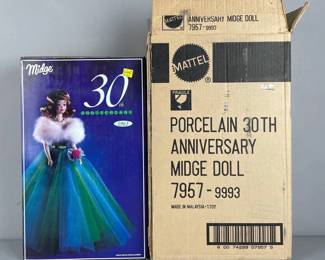 Midge
30th
ANNIVERSARY
ANNIVERSARY MIDGE DOLL
7957-9993
MATTEL
MATTEL
FRAGILE
PORCELAIN 30TH
ANNIVERSARY
MIDGE DOLL
7957-9993
MADE IN MALAYSIA